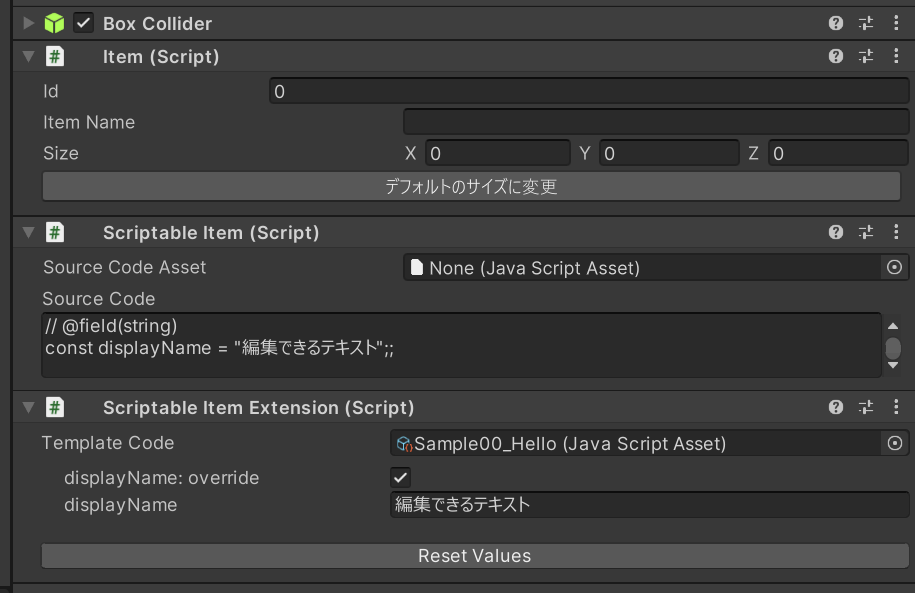 Box Collider
# Item (Script)
Id 0
Item Name
Size X 0 Y 0 Z 0
デフォルトのサイズに変更
# Scriptable Item (Script)
Source Code Asset None (Java Script Asset)
Source Code
// @field(string)
const displayName = "編集できるテキスト";;
# Scriptable Item Extension (Script)
Template Code Sample00_Hello (Java Script Asset)
displayName: override
displayName 編集できるテキスト
Reset Values